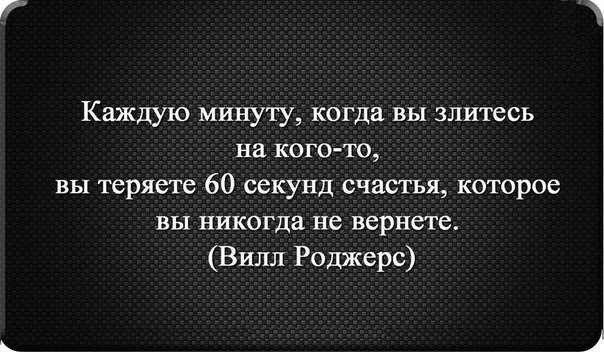 Каждую минуту, когда вы злитесь
на кого-то,
вы теряете 60 секунд счастья, которое
вы никогда не вернете.
(Вилл Роджерс)